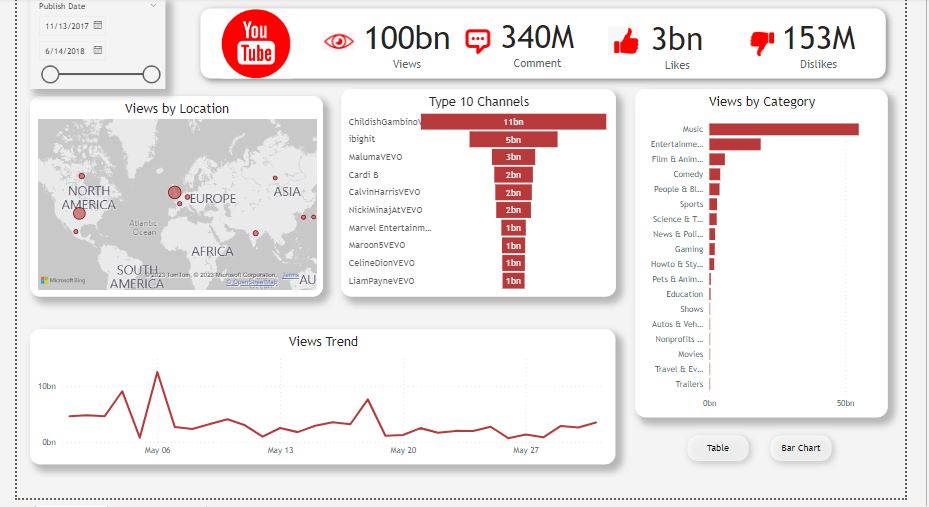 Publish Date
11/13/2017
6/14/2018
You
Tube
100bn
Views
340M
Comment
3bn
Likes
153M
Dislikes
Views by Location
NORTH
AMERICA
EUROPE
ASIA
Atlantic
Ocean
AFRICA
SOUTH
AMERICA
AU
Microsoft Bing
© 2023 TomTom, © 2023 Microsoft Corporation, Terms
© OpenStreetMap
Type 10 Channels
ChildishGambinoV 11bn
ibighit 5bn
MalumaVEVO 3bn
Cardi B 2bn
CalvinHarrisVEVO 2bn
NickiMinajAtVEVO 2bn
Marvel Entertainm... 1bn
Maroon5VEVO 1bn
CelineDionVEVO 1bn
LiamPayneVEVO 1bn
Views by Category
Music
Entertainme...
Film & Anim...
Comedy
People & Bl...
Sports
Science & T...
News & Poli...
Gaming
Howto & Sty...
Pets & Anim...
Education
Shows
Autos & Veh...
Nonprofits ...
Movies
Travel & Ev...
Trailers
0bn 50bn
Views Trend
10bn
0bn
May 06 May 13 May 20 May 27
Table
Bar Chart